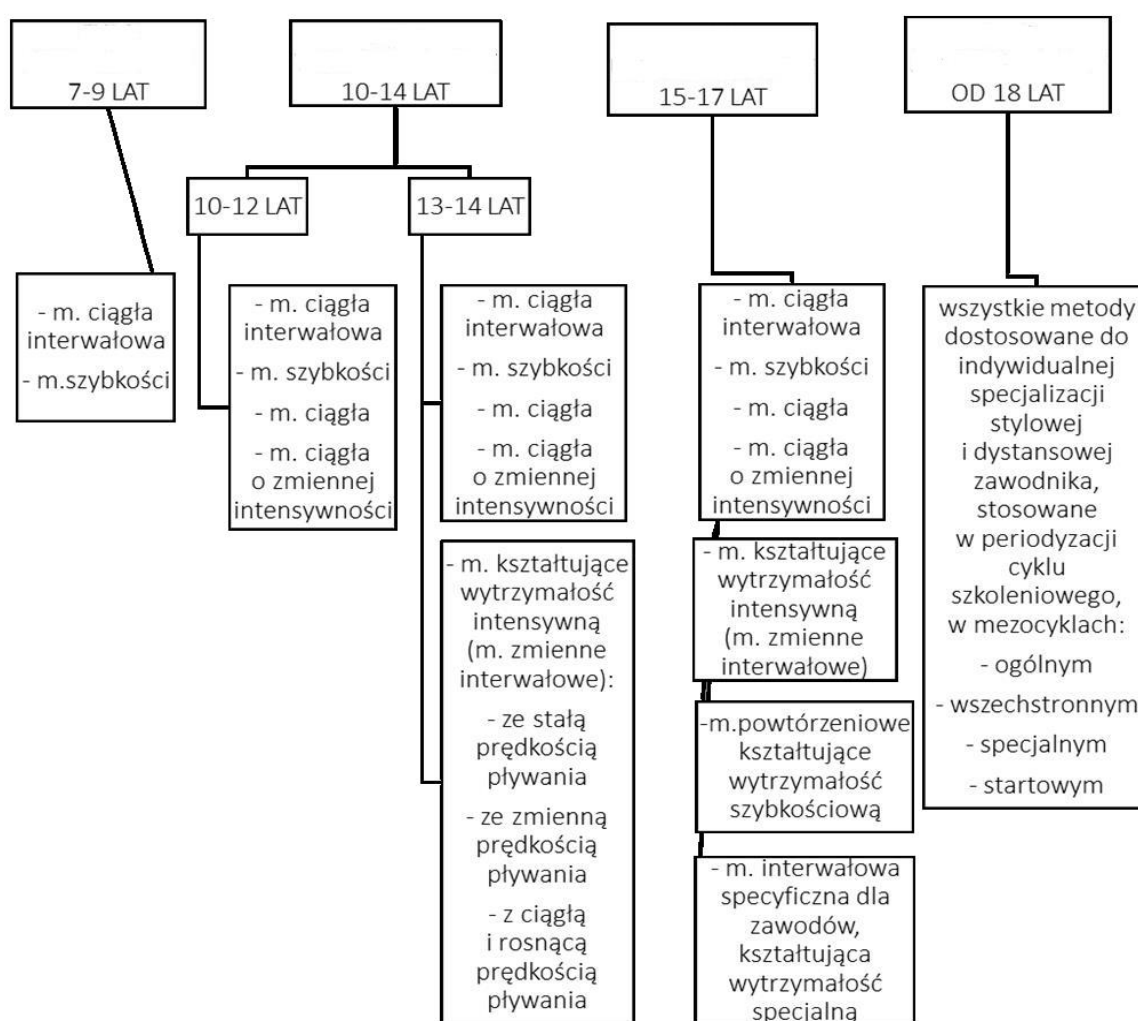 7-9 LAT
- m. ciągła
interwałowa
- m.szybkości
10-14 LAT
10-12 LAT
- m. ciągła
interwałowa
- m. szybkości
- m. ciągła
- m. ciągła
o zmiennej
intensywności
13-14 LAT
- m. ciągła
interwałowa
- m. szybkości
- m. ciągła
- m. ciągła
o zmiennej
intensywności
- m. kształtujące
wytrzymałość
intensywną
(m. zmienne
interwałowe):
- ze stałą
prędkością
pływania
- ze zmienną
prędkością
pływania
- z ciągłą
i rosnącą
prędkością
pływania
15-17 LAT
- m. ciągła
interwałowa
- m. szybkości
- m. ciągła
- m. ciągła
o zmiennej
intensywności
- m. kształtujące
wytrzymałość
intensywną
(m. zmienne
interwałowe)
-m.powtórzeniowe
kształtujące
wytrzymałość
szybkościową
- m. interwałowa
specyficzna dla
zawodów,
kształtująca
wytrzymałość
specjalną
OD 18 LAT
wszystkie metody
dostosowane do
indywidualnej
specjalizacji
stylowej
i dystansowej
zawodnika,
stosowane
w periodyzacji
cyklu
szkoleniowego,
w mezocyklach:
- ogólnym
- wszechstronnym
- specjalnym
- startowym